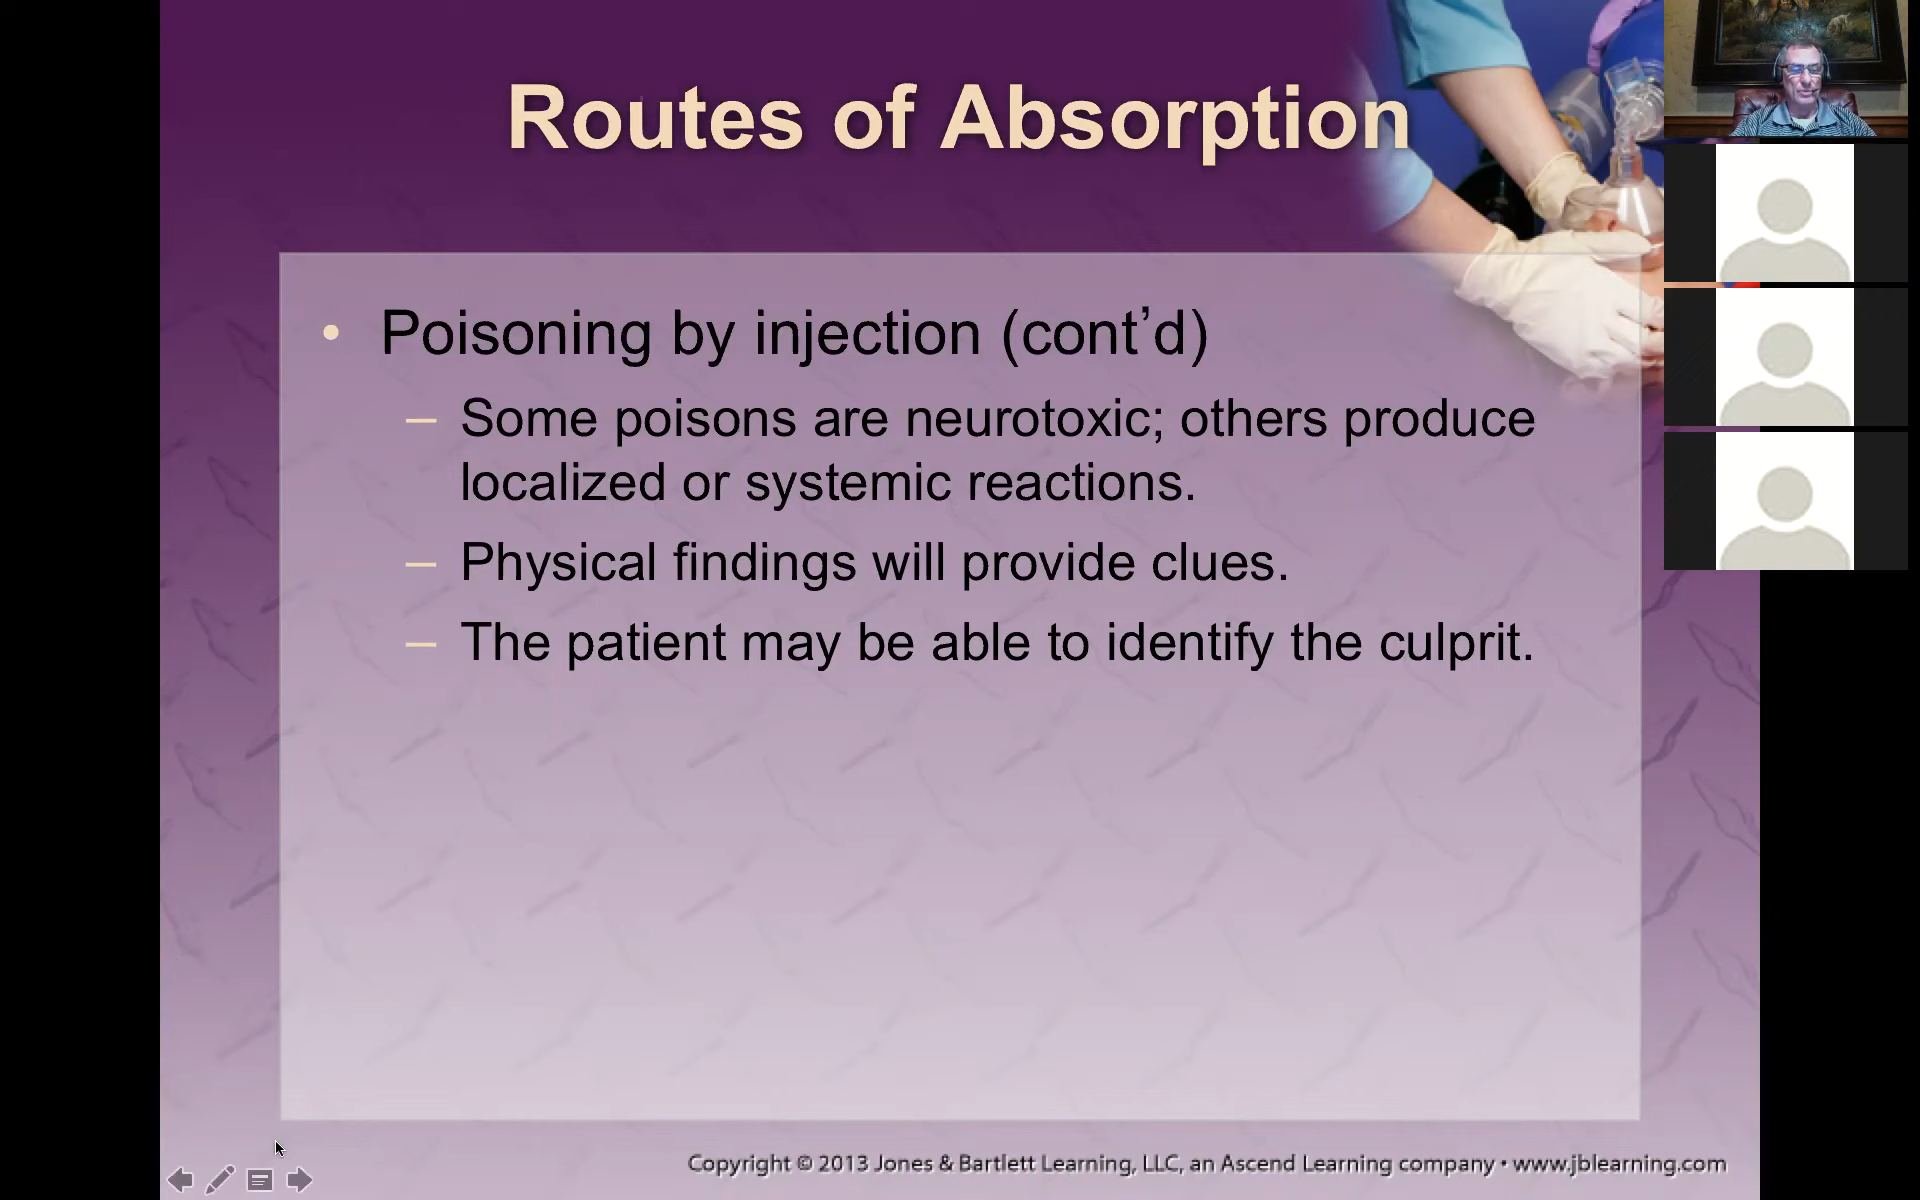 Routes of Absorption
• Poisoning by injection (cont’d)
– Some poisons are neurotoxic; others produce
localized or systemic reactions.
– Physical findings will provide clues.
– The patient may be able to identify the culprit.
Copyright © 2013 Jones & Bartlett Learning, LLC, an Ascend Learning company • www.jblearning.com